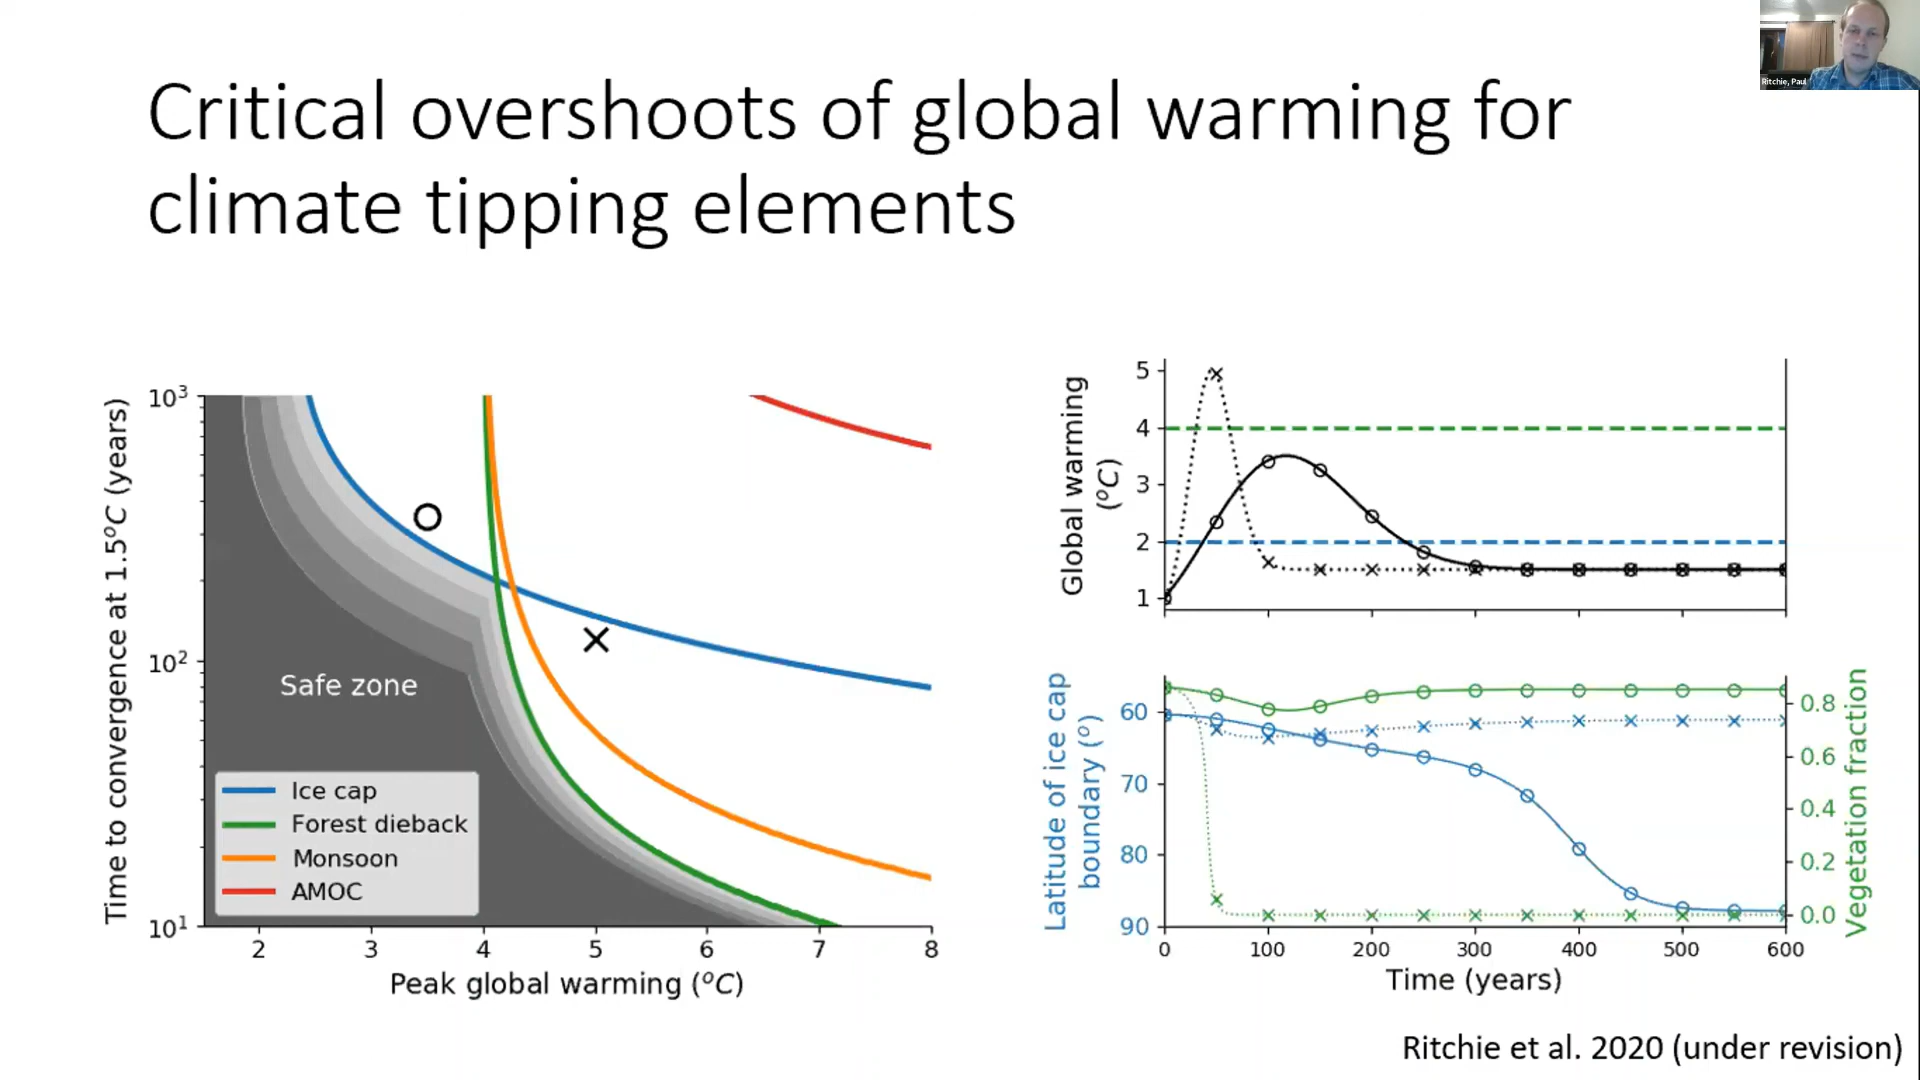 Ritchie, Paul
Critical overshoots of global warming for
climate tipping elements
Time to convergence at 1.5°C (years)
10³
10²
10¹
Safe zone
Ice cap
Forest dieback
Monsoon
AMOC
2 3 4 5 6 7 8
Peak global warming (°C)
Global warming
(°C)
5
4
3
2
1
Latitude of ice cap
boundary (°)
60
70
80
90
0.8
0.6
0.4
0.2
0.0
Vegetation fraction
0 100 200 300 400 500 600
Time (years)
Ritchie et al. 2020 (under revision)